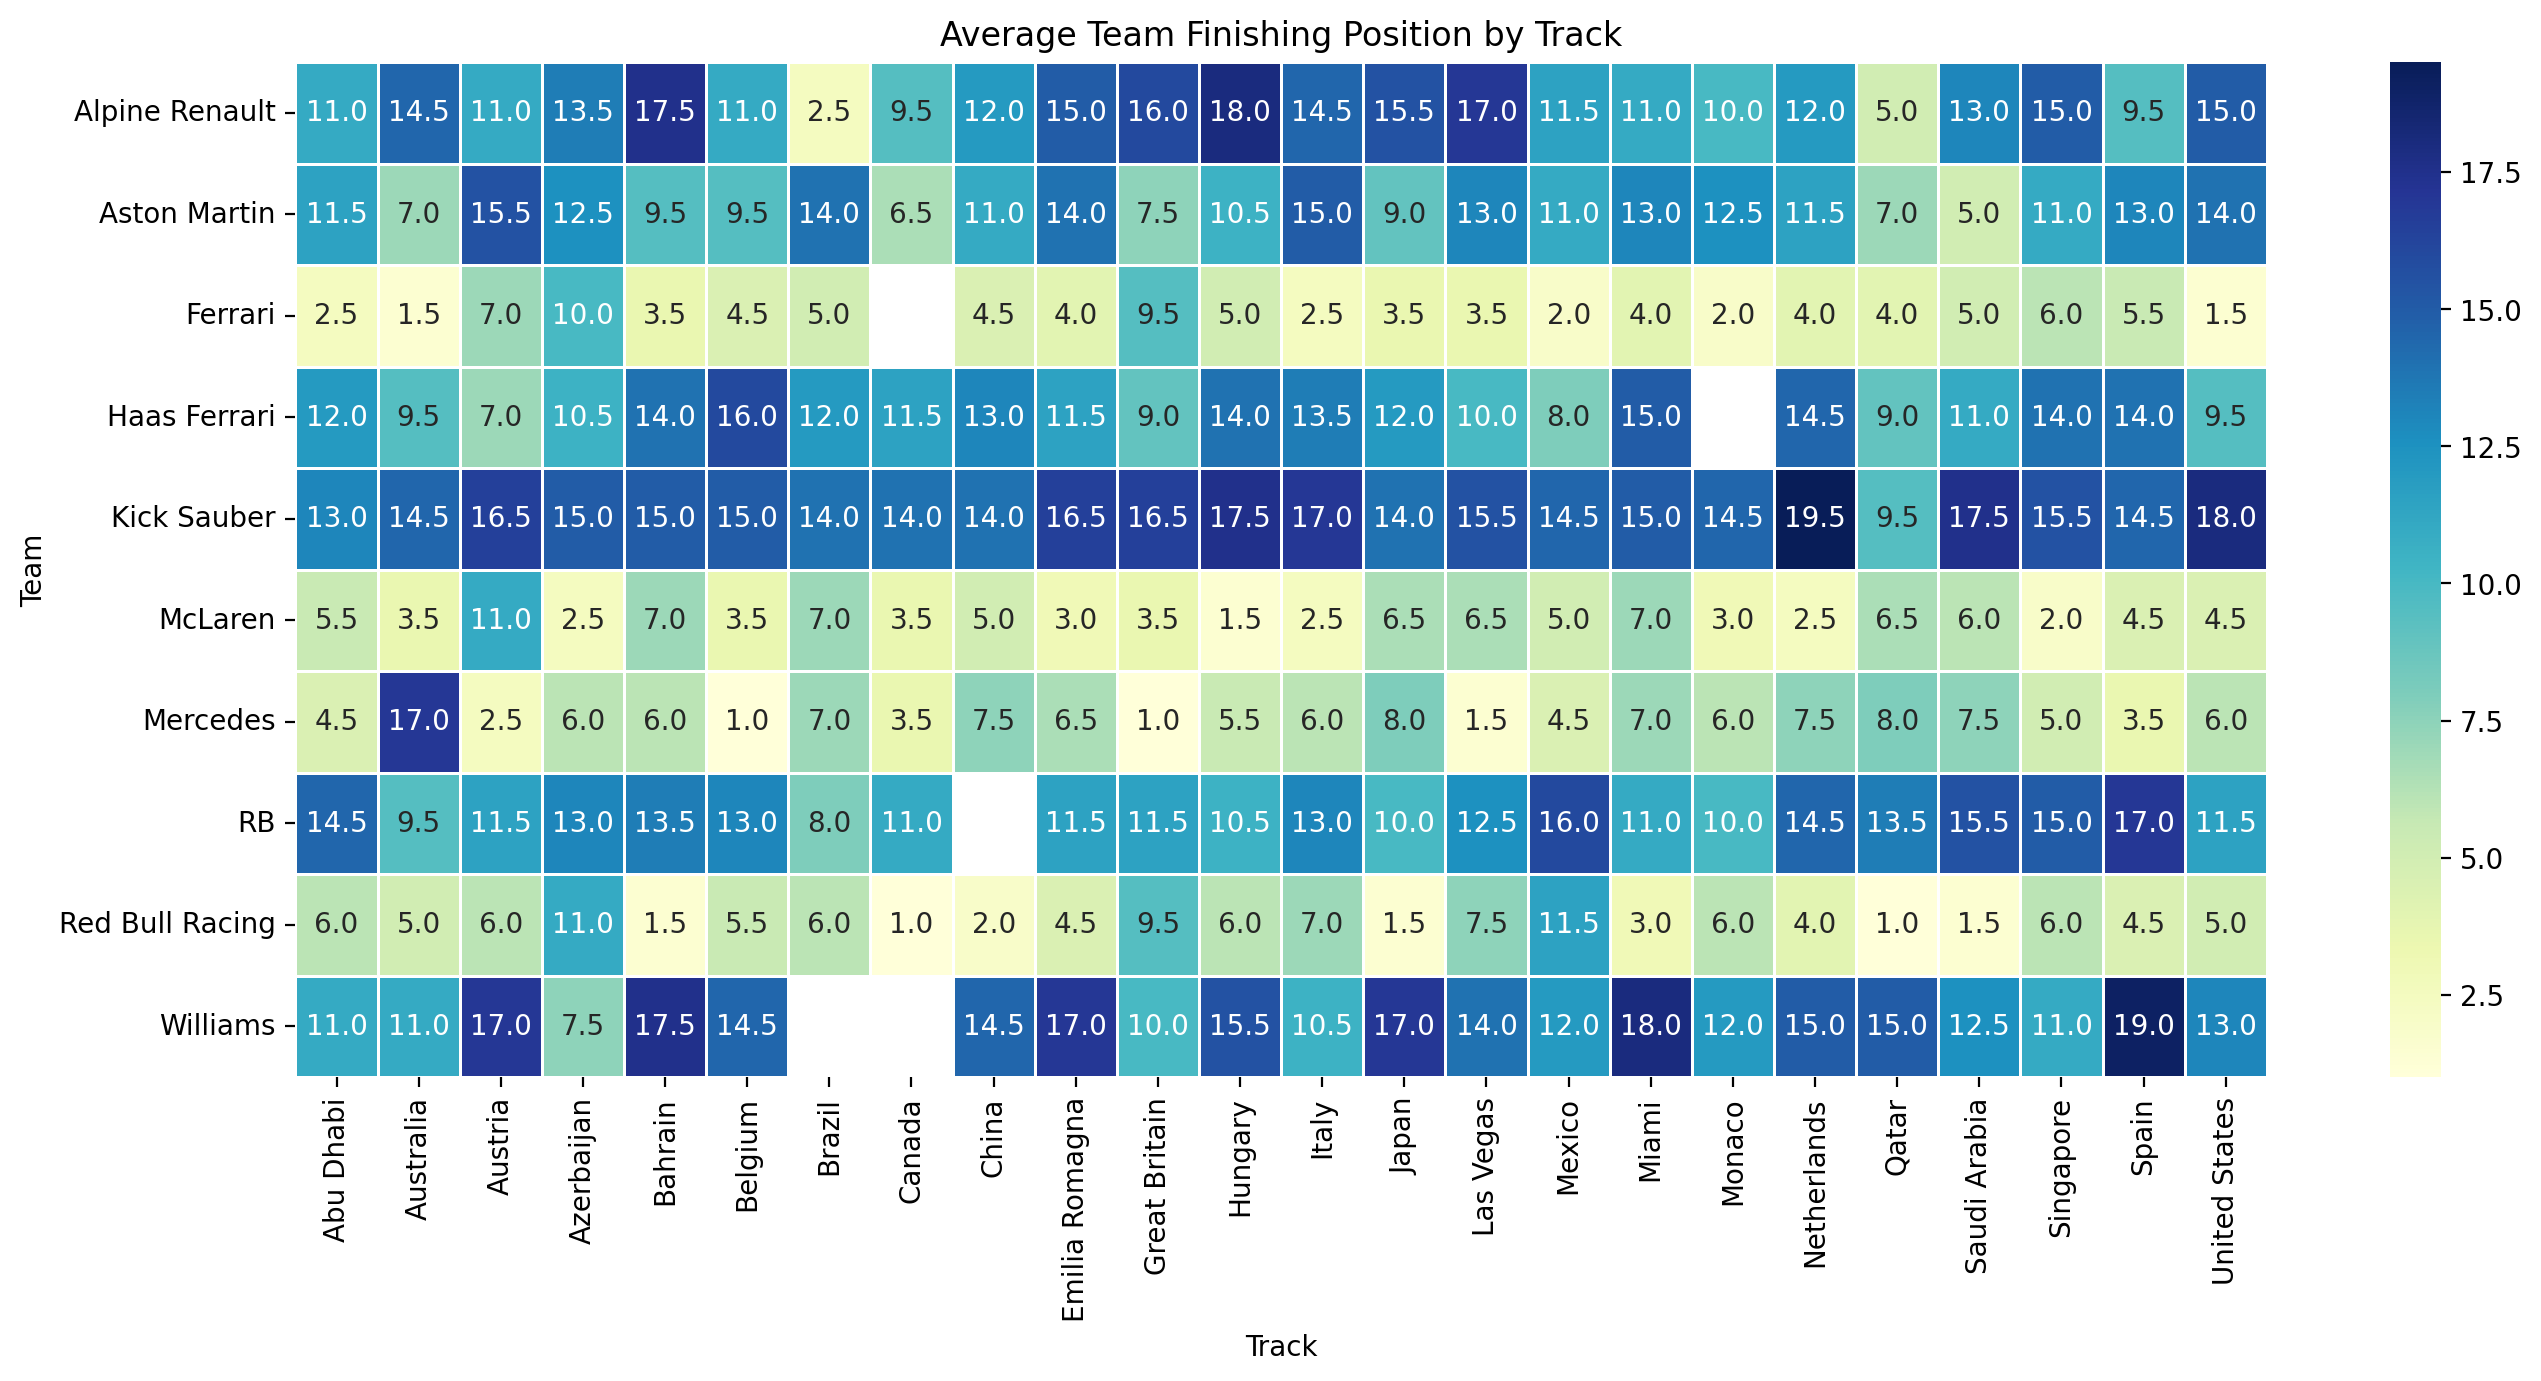 Average Team Finishing Position by Track
Alpine Renault 11.0 14.5 11.0 13.5 17.5 11.0 2.5 9.5 12.0 15.0 16.0 18.0 14.5 15.5 17.0 11.5 11.0 10.0 12.0 5.0 13.0 15.0 9.5 15.0
Aston Martin 11.5 7.0 15.5 12.5 9.5 9.5 14.0 6.5 11.0 14.0 7.5 10.5 15.0 9.0 13.0 11.0 13.0 12.5 11.5 7.0 5.0 11.0 13.0 14.0
Ferrari 2.5 1.5 7.0 10.0 3.5 4.5 5.0 4.5 4.0 9.5 5.0 2.5 3.5 3.5 2.0 4.0 2.0 4.0 4.0 5.0 6.0 5.5 1.5
Haas Ferrari 12.0 9.5 7.0 10.5 14.0 16.0 12.0 11.5 13.0 11.5 9.0 14.0 13.5 12.0 10.0 8.0 15.0 14.5 9.0 11.0 14.0 14.0 9.5
Kick Sauber 13.0 14.5 16.5 15.0 15.0 15.0 14.0 14.0 14.0 16.5 16.5 17.5 17.0 14.0 15.5 14.5 15.0 14.5 19.5 9.5 17.5 15.5 14.5 18.0
McLaren 5.5 3.5 11.0 2.5 7.0 3.5 7.0 3.5 5.0 3.0 3.5 1.5 2.5 6.5 6.5 5.0 7.0 3.0 2.5 6.5 6.0 2.0 4.5 4.5
Mercedes 4.5 17.0 2.5 6.0 6.0 1.0 7.0 3.5 7.5 6.5 1.0 5.5 6.0 8.0 1.5 4.5 7.0 6.0 7.5 8.0 7.5 5.0 3.5 6.0
RB 14.5 9.5 11.5 13.0 13.5 13.0 8.0 11.0 11.5 11.5 10.5 13.0 10.0 12.5 16.0 11.0 10.0 14.5 13.5 15.5 15.0 17.0 11.5
Red Bull Racing 6.0 5.0 6.0 11.0 1.5 5.5 6.0 1.0 2.0 4.5 9.5 6.0 7.0 1.5 7.5 11.5 3.0 6.0 4.0 1.0 1.5 6.0 4.5 5.0
Williams 11.0 11.0 17.0 7.5 17.5 14.5 14.5 17.0 10.0 15.5 10.5 17.0 14.0 12.0 18.0 12.0 15.0 15.0 12.5 11.0 19.0 13.0
Team
Abu Dhabi
Australia
Austria
Azerbaijan
Bahrain
Belgium
Brazil
Canada
China
Emilia Romagna
Great Britain
Hungary
Italy
Japan
Las Vegas
Mexico
Miami
Monaco
Netherlands
Qatar
Saudi Arabia
Singapore
Spain
United States
Track
17.5
15.0
12.5
10.0
7.5
5.0
2.5